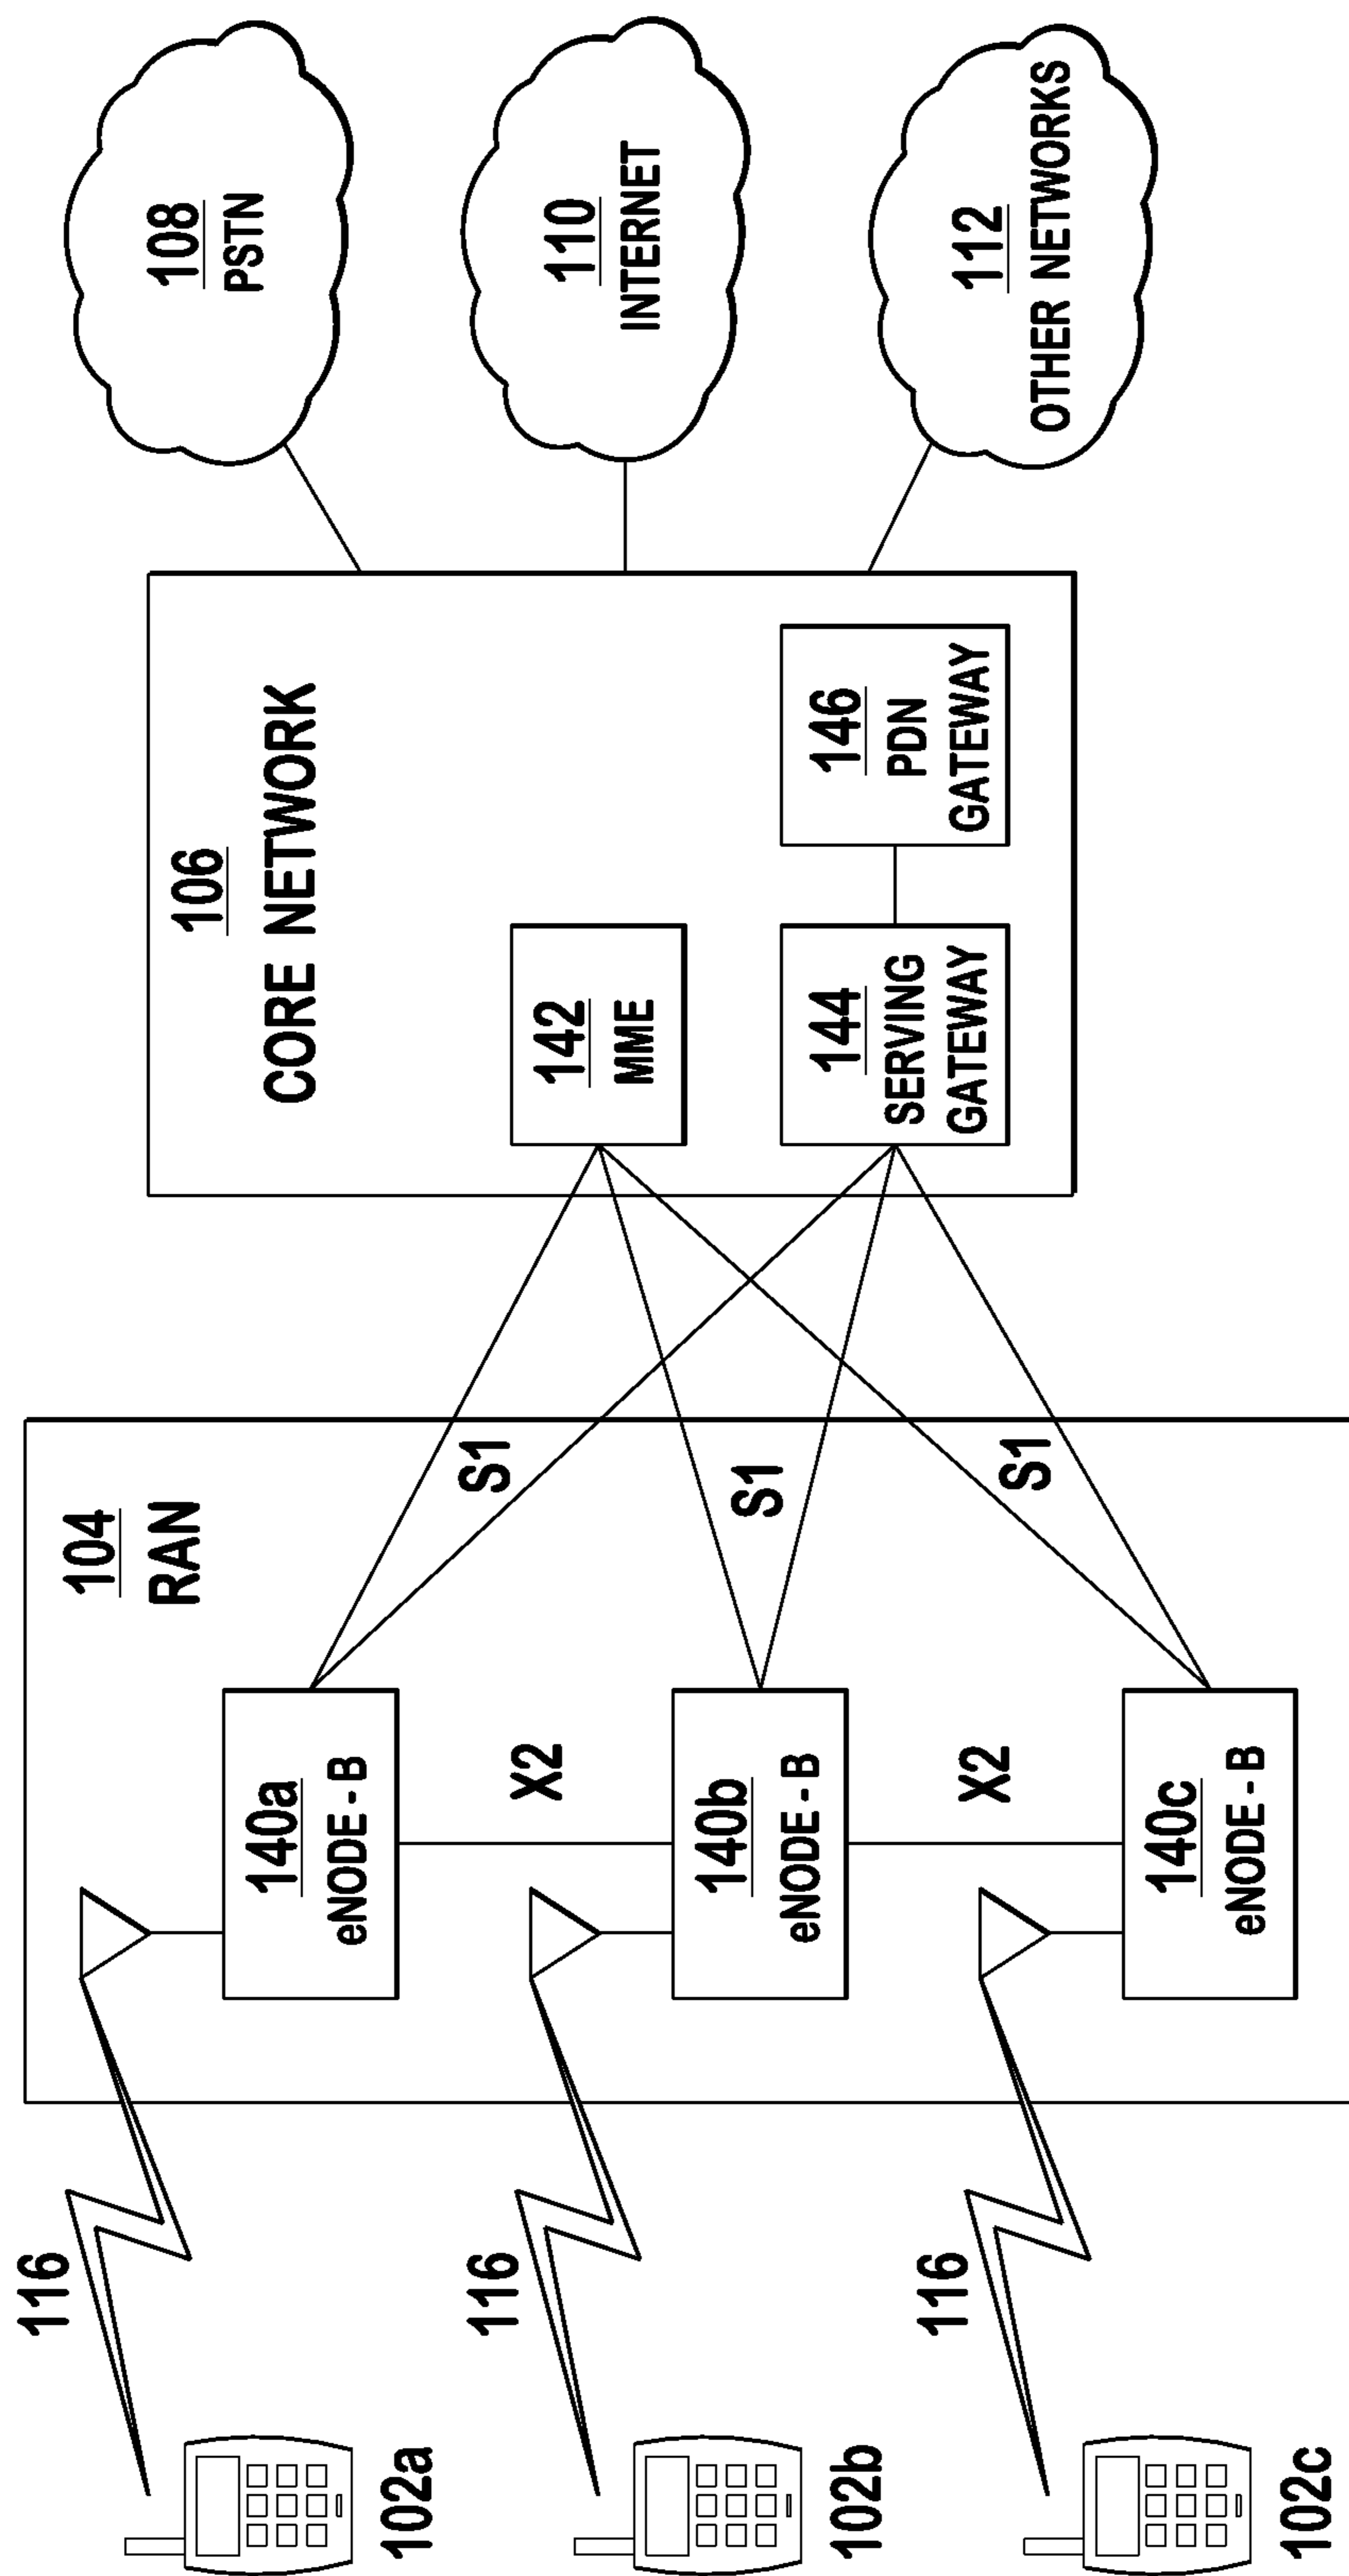 116
102a
116
102b
116
102c
104
RAN
140a
eNODE - B
X2
140b
eNODE - B
X2
140c
eNODE - B
S1
S1
S1
106
CORE NETWORK
142
MME
144
SERVING
GATEWAY
146
PDN
GATEWAY
108
PSTN
110
INTERNET
112
OTHER NETWORKS